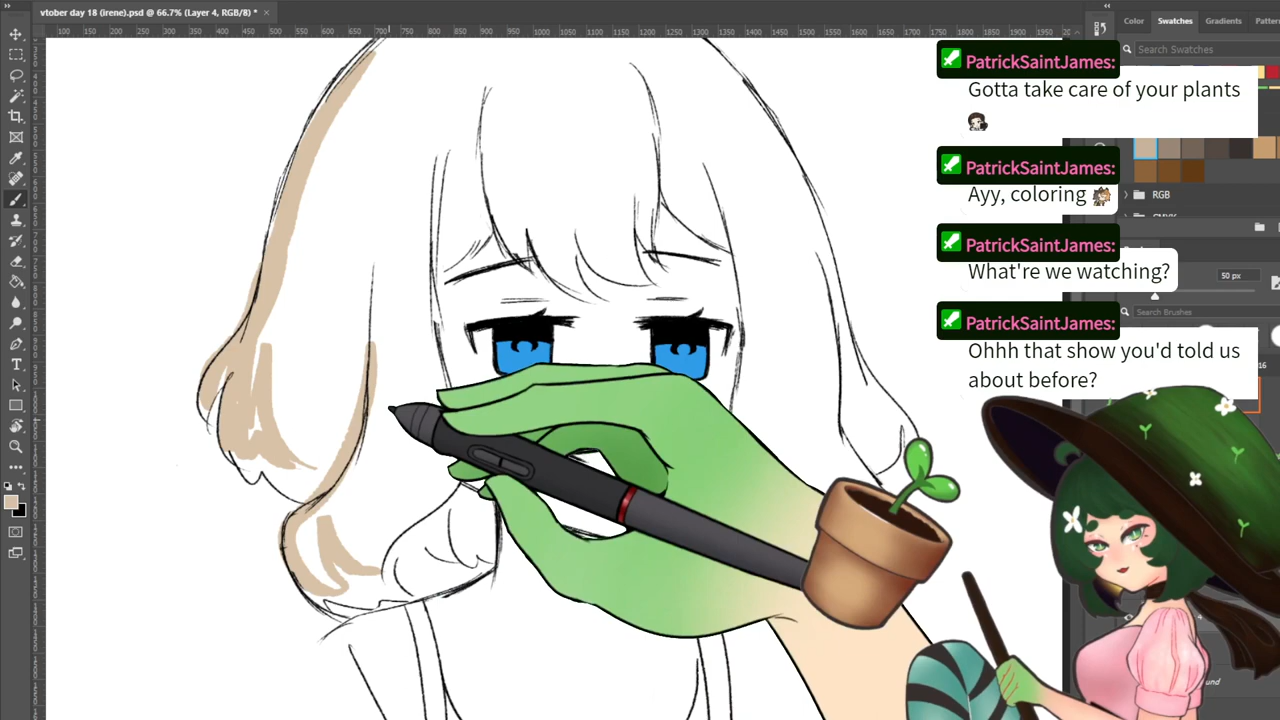 vtober day 18 (irene).psd @ 66.7% (Layer 4, RGB/8) *
Color
Swatches
Gradients
Search Swatches
PatrickSaintJames:
Gotta take care of your plants
PatrickSaintJames:
Ayy, coloring
RGB
PatrickSaintJames:
What're we watching?
50 px
Search Brushes
PatrickSaintJames:
Ohhh that show you'd told us
about before?